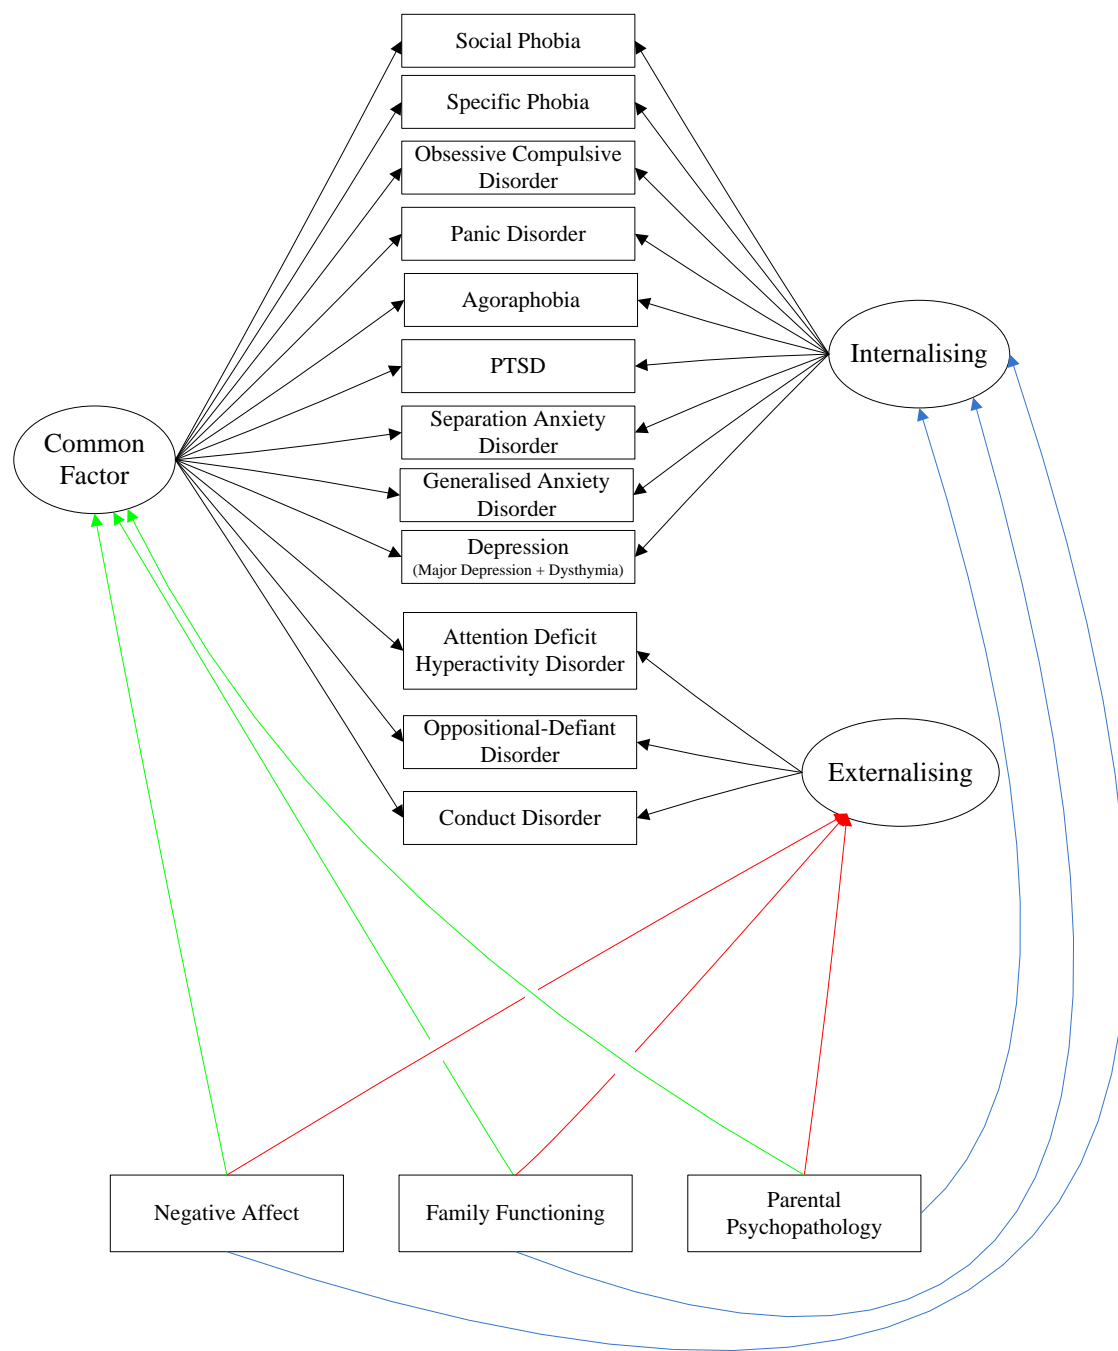 Social Phobia
Specific Phobia
Obsessive Compulsive
Disorder
Panic Disorder
Agoraphobia
PTSD
Separation Anxiety
Disorder
Generalised Anxiety
Disorder
Depression
(Major Depression + Dysthymia)
Attention Deficit
Hyperactivity Disorder
Oppositional-Defiant
Disorder
Conduct Disorder
Common
Factor
Internalising
Externalising
Negative Affect
Family Functioning
Parental
Psychopathology